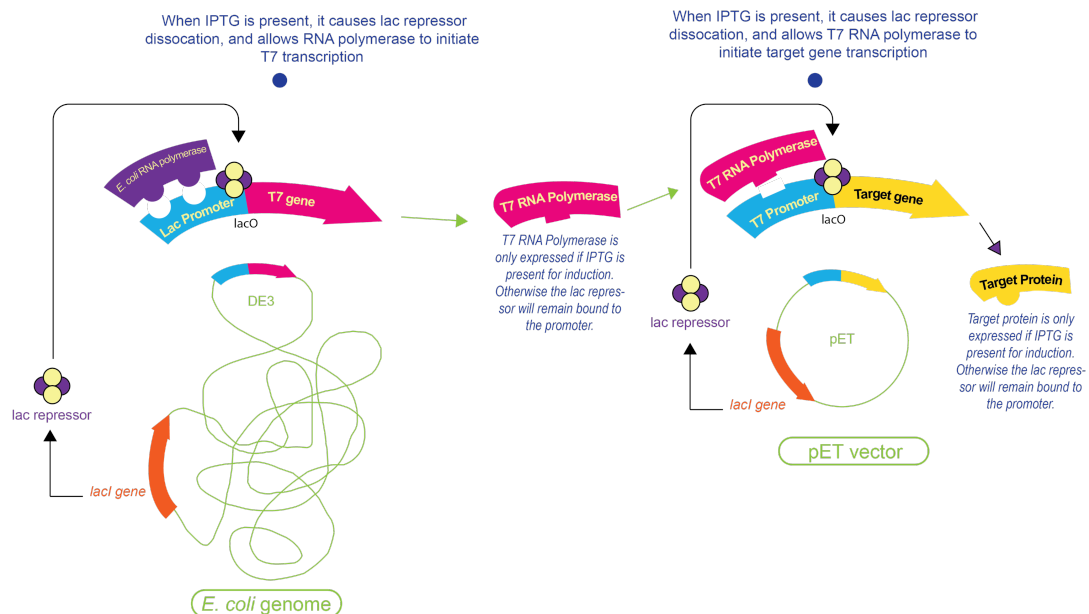 When IPTG is present, it causes lac repressor
dissocation, and allows RNA polymerase to initiate
T7 transcription
E. coli RNA polymerase
Lac Promoter
T7 gene
lacO
DE3
lac repressor
lacI gene
E. coli genome
T7 RNA Polymerase
T7 RNA Polymerase is
only expressed if IPTG is
present for induction.
Otherwise the lac repres-
sor will remain bound to
the promoter.
When IPTG is present, it causes lac repressor
dissocation, and allows T7 RNA polymerase to
initiate target gene transcription
T7 RNA Polymerase
T7 Promoter
Target gene
lacO
lac repressor
pET
lacI gene
pET vector
Target Protein
Target protein is only
expressed if IPTG is
present for induction.
Otherwise the lac repres-
sor will remain bound to
the promoter.